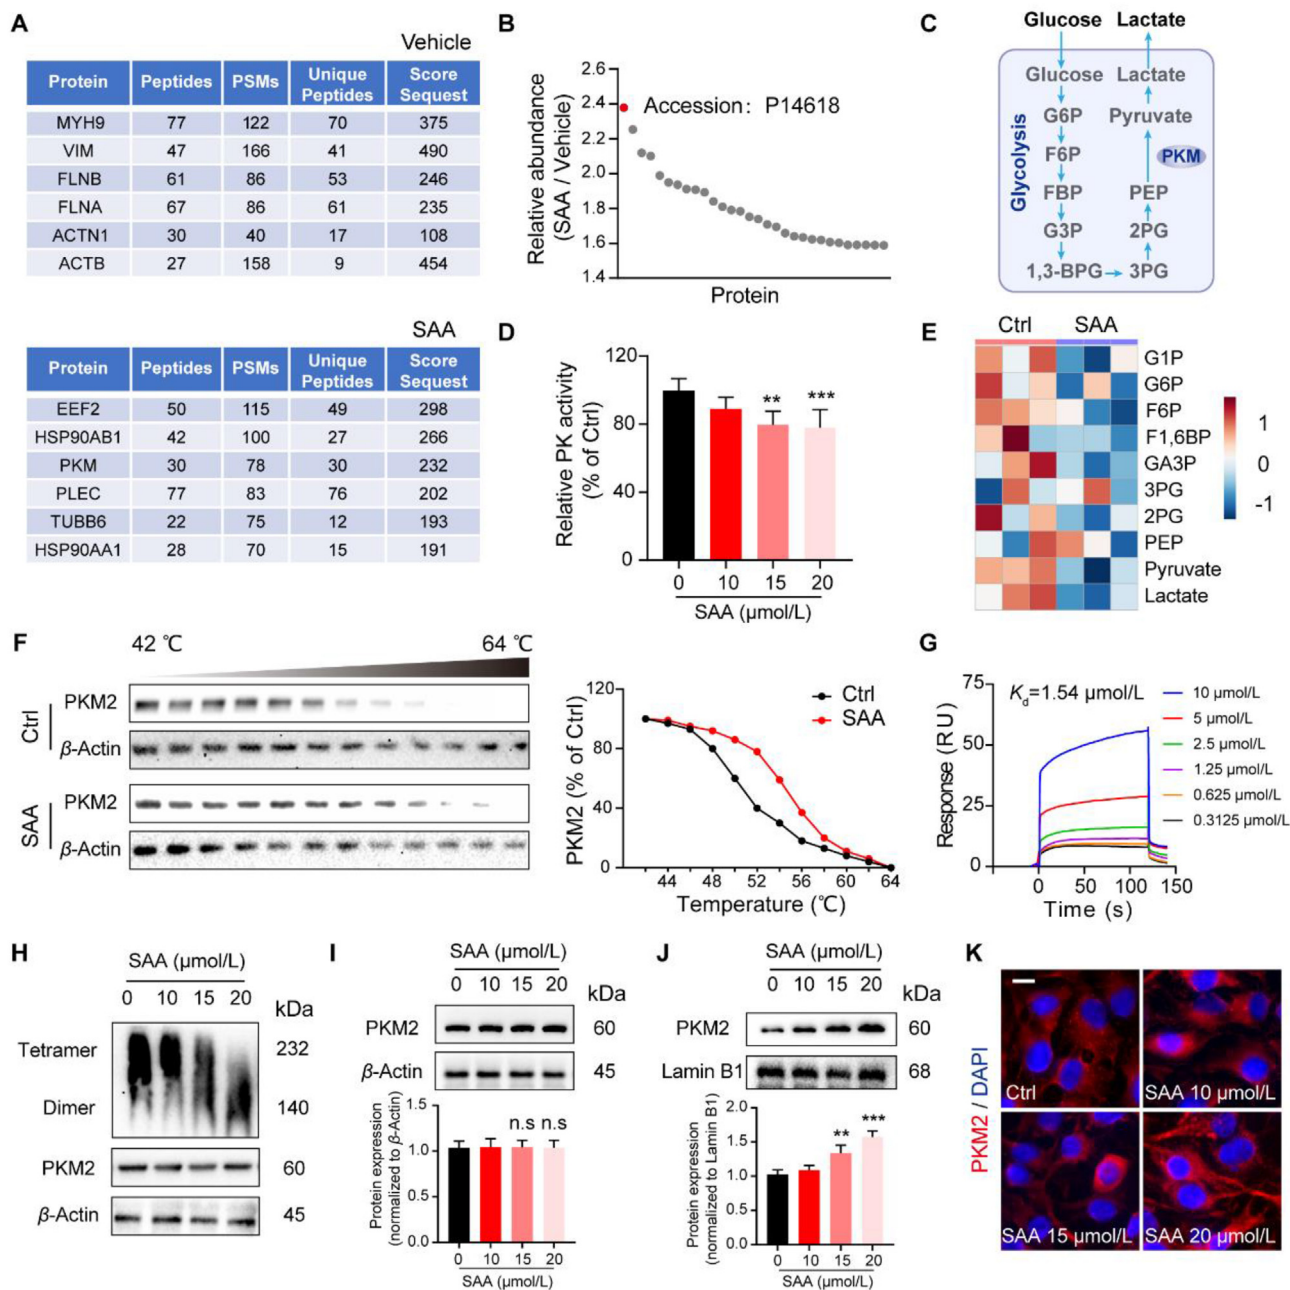 A
Vehicle
Protein Peptides PSMs Unique Peptides Score Sequest
MYH9 77 122 70 375
VIM 47 166 41 490
FLNB 61 86 53 246
FLNA 67 86 61 235
ACTN1 30 40 17 108
ACTB 27 158 9 454
SAA
Protein Peptides PSMs Unique Peptides Score Sequest
EEF2 50 115 49 298
HSP90AB1 42 100 27 266
PKM 30 78 30 232
PLEC 77 83 76 202
TUBB6 22 75 12 193
HSP90AA1 28 70 15 191
B
Relative abundance
(SAA / Vehicle)
2.6
2.4
2.2
2.0
1.8
1.6
1.4
Accession: P14618
Protein
C
Glucose Lactate
Glycolysis
Glucose Lactate
G6P Pyruvate
F6P PKM
FBP PEP
G3P 2PG
1,3-BPG 3PG
D
Relative PK activity
(% of Ctrl)
120
80
40
0
** ***
0 10 15 20
SAA (µmol/L)
E
Ctrl SAA
G1P
G6P
F6P
F1,6BP
GA3P
3PG
2PG
PEP
Pyruvate
Lactate
1
0
-1
F
42 ℃ 64 ℃
Ctrl
PKM2
β-Actin
SAA
PKM2
β-Actin
PKM2 (% of Ctrl)
120
80
40
0
Ctrl
SAA
44 48 52 56 60 64
Temperature (℃)
G
Response (RU)
75
50
25
0
Kd=1.54 µmol/L
10 µmol/L
5 µmol/L
2.5 µmol/L
1.25 µmol/L
0.625 µmol/L
0.3125 µmol/L
0 50 100 150
Time (s)
H
SAA (µmol/L)
0 10 15 20
kDa
Tetramer 232
Dimer 140
PKM2 60
β-Actin 45
I
SAA (µmol/L)
0 10 15 20
kDa
PKM2 60
β-Actin 45
Protein expression
(normalized to β-Actin)
1.5
1.0
0.5
0.0
n.s n.s
0 10 15 20
SAA (µmol/L)
J
SAA (µmol/L)
0 10 15 20
kDa
PKM2 60
Lamin B1 68
Protein expression
(normalized to Lamin B1)
2.0
1.5
1.0
0.5
0.0
** ***
0 10 15 20
SAA (µmol/L)
K
PKM2 / DAPI
Ctrl
SAA 10 µmol/L
SAA 15 µmol/L
SAA 20 µmol/L